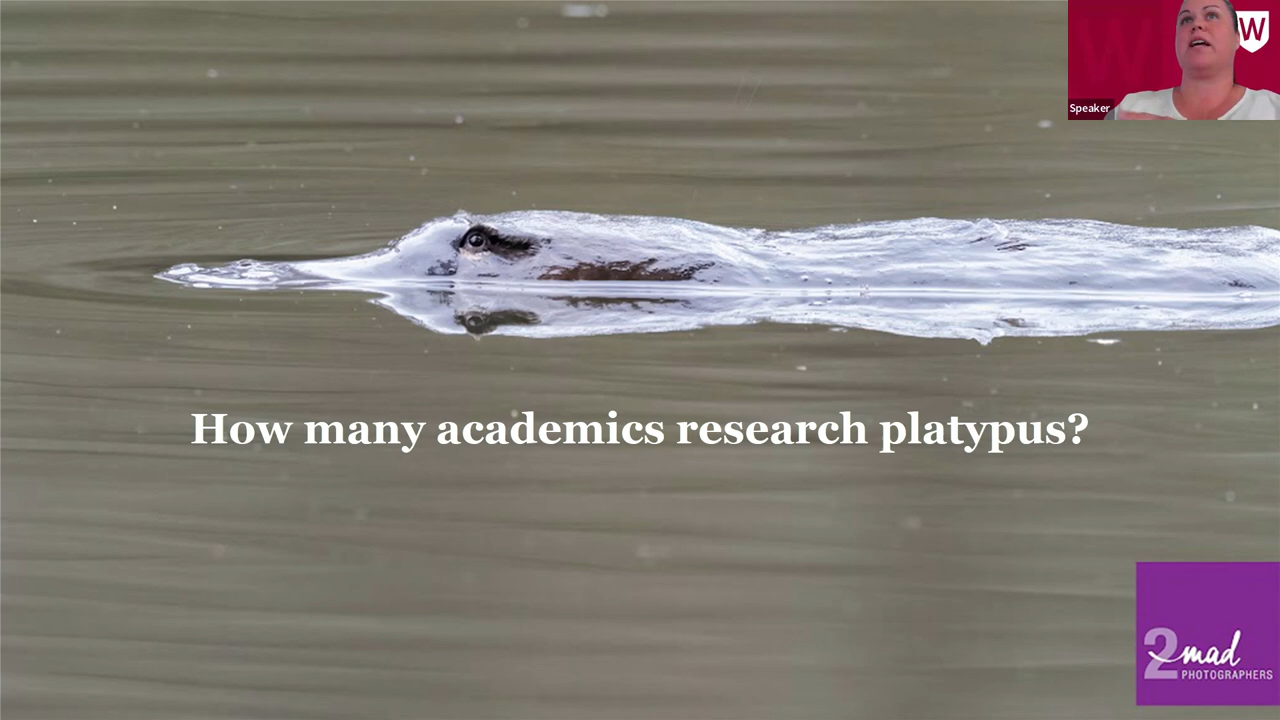 W
W
Speaker
How many academics research platypus?
2mad
PHOTOGRAPHERS